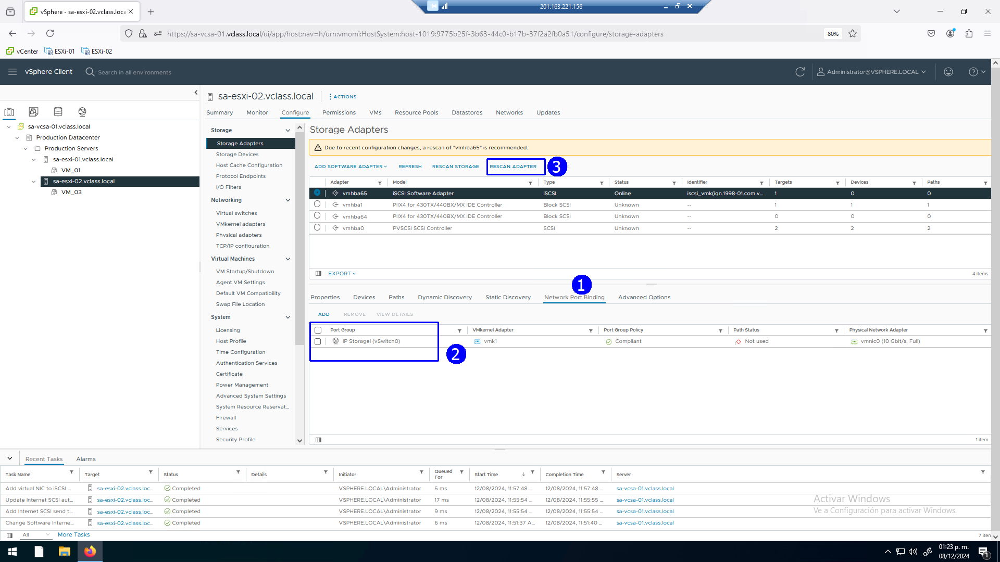 vSphere - sa-esxi-02.vclass.loca
201.163.221.156
https://sa-vcsa-01.vclass.local/ui/app/host;nav=h/urn:vmomi:HostSystem:host-1019:9775b25f-3b63-44c0-b17b-37f2a2fb0a51/configure/storage-adapters
80%
vCenter ESXi-01 ESXi-02
vSphere Client
Search in all environments
Administrator@VSPHERE.LOCAL
sa-vcsa-01.vclass.local
Production Datacenter
Production Servers
sa-esxi-01.vclass.local
VM_01
sa-esxi-02.vclass.local
VM_03
sa-esxi-02.vclass.local
ACTIONS
Summary Monitor Configure Permissions VMs Resource Pools Datastores Networks Updates
Storage
Storage Adapters
Storage Devices
Host Cache Configuration
Protocol Endpoints
I/O Filters
Networking
Virtual switches
VMkernel adapters
Physical adapters
TCP/IP configuration
Virtual Machines
VM Startup/Shutdown
Agent VM Settings
Default VM Compatibility
Swap File Location
System
Licensing
Host Profile
Time Configuration
Authentication Services
Certificate
Power Management
Advanced System Settings
System Resource Reservat...
Firewall
Services
Security Profile
Storage Adapters
Due to recent configuration changes, a rescan of "vmhba65" is recommended.
ADD SOFTWARE ADAPTER REFRESH RESCAN STORAGE RESCAN ADAPTER 3
Adapter Model Type Status Identifier Targets Devices Paths
vmhba65 iSCSI Software Adapter iSCSI Online iscsi_vmk(iqn.1998-01.com.v... 1 0 0
vmhba1 PIIX4 for 430TX/440BX/MX IDE Controller Block SCSI Unknown -- 1 1 1
vmhba64 PIIX4 for 430TX/440BX/MX IDE Controller Block SCSI Unknown -- 0 0 0
vmhba0 PVSCSI SCSI Controller SCSI Unknown -- 2 2 2
EXPORT
4 items
1
Properties Devices Paths Dynamic Discovery Static Discovery Network Port Binding Advanced Options
ADD REMOVE VIEW DETAILS
Port Group VMkernel Adapter Port Group Policy Path Status Physical Network Adapter
IP Storagel (vSwitch0) vmk1 Compliant Not used vmnic0 (10 Gbit/s, Full)
2
1 item
Recent Tasks Alarms
Task Name Target Status Details Initiator Queued For Start Time Completion Time Server
Add virtual NIC to iSCSI ... sa-esxi-02.vclass.loc... Completed VSPHERE.LOCAL\Administrator 5 ms 12/08/2024, 11:57:48 ... 12/08/2024, 11:57:48 ... sa-vcsa-01.vclass.local
Update Internet SCSI aut... sa-esxi-02.vclass.loc... Completed VSPHERE.LOCAL\Administrator 17 ms 12/08/2024, 11:55:54 ... 12/08/2024, 11:55:55 ... sa-vcsa-01.vclass.local
Add Internet SCSI send t... sa-esxi-02.vclass.loc... Completed VSPHERE.LOCAL\Administrator 9 ms 12/08/2024, 11:55:54 ... 12/08/2024, 11:55:54 ... sa-vcsa-01.vclass.local
Change Software Interne... sa-esxi-02.vclass.loc... Completed VSPHERE.LOCAL\Administrator 6 ms 12/08/2024, 11:51:37 A... 12/08/2024, 11:51:40 ... sa-vcsa-01.vclass.local
Activar Windows
Ve a Configuración para activar Windows.
All More Tasks
7 item
01:23 p. m.
08/12/2024
1